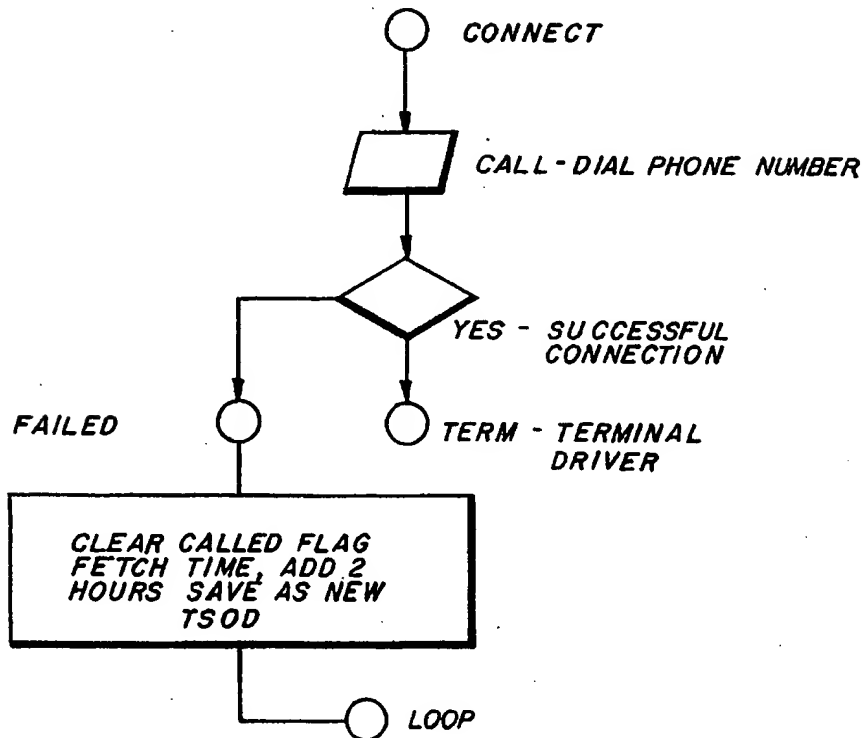 CONNECT
CALL-DIAL PHONE NUMBER
YES - SUCCESSFUL
CONNECTION
FAILED
TERM - TERMINAL
DRIVER
CLEAR CALLED FLAG
FETCH TIME, ADD 2
HOURS SAVE AS NEW
TSOD
LOOP